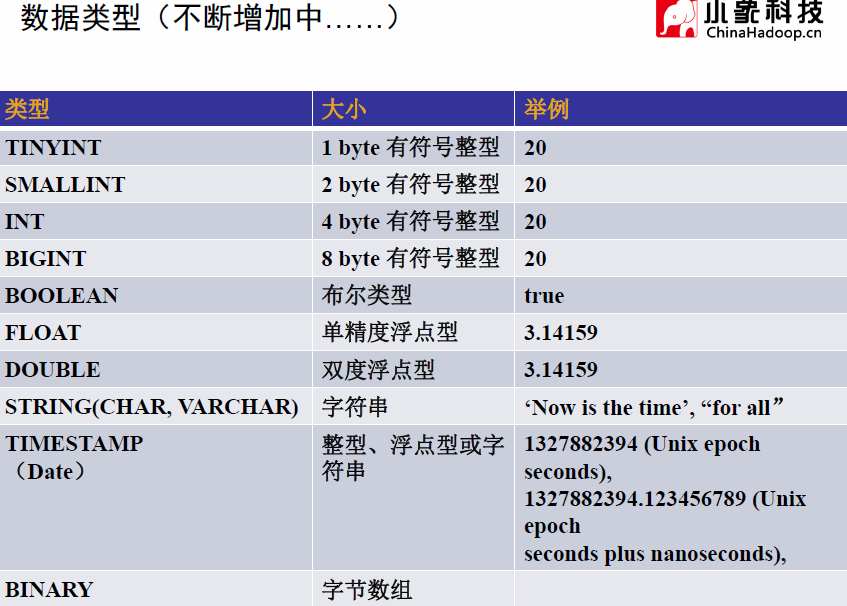 数据类型（不断增加中……）
小象科技
ChinaHadoop.cn
类型 大小 举例
TINYINT 1 byte 有符号整型 20
SMALLINT 2 byte 有符号整型 20
INT 4 byte 有符号整型 20
BIGINT 8 byte 有符号整型 20
BOOLEAN 布尔类型 true
FLOAT 单精度浮点型 3.14159
DOUBLE 双度浮点型 3.14159
STRING(CHAR, VARCHAR) 字符串 ‘Now is the time’, “for all”
TIMESTAMP
（Date）
整型、浮点型或字
符串
1327882394 (Unix epoch
seconds),
1327882394.123456789 (Unix
epoch
seconds plus nanoseconds),
BINARY 字节数组